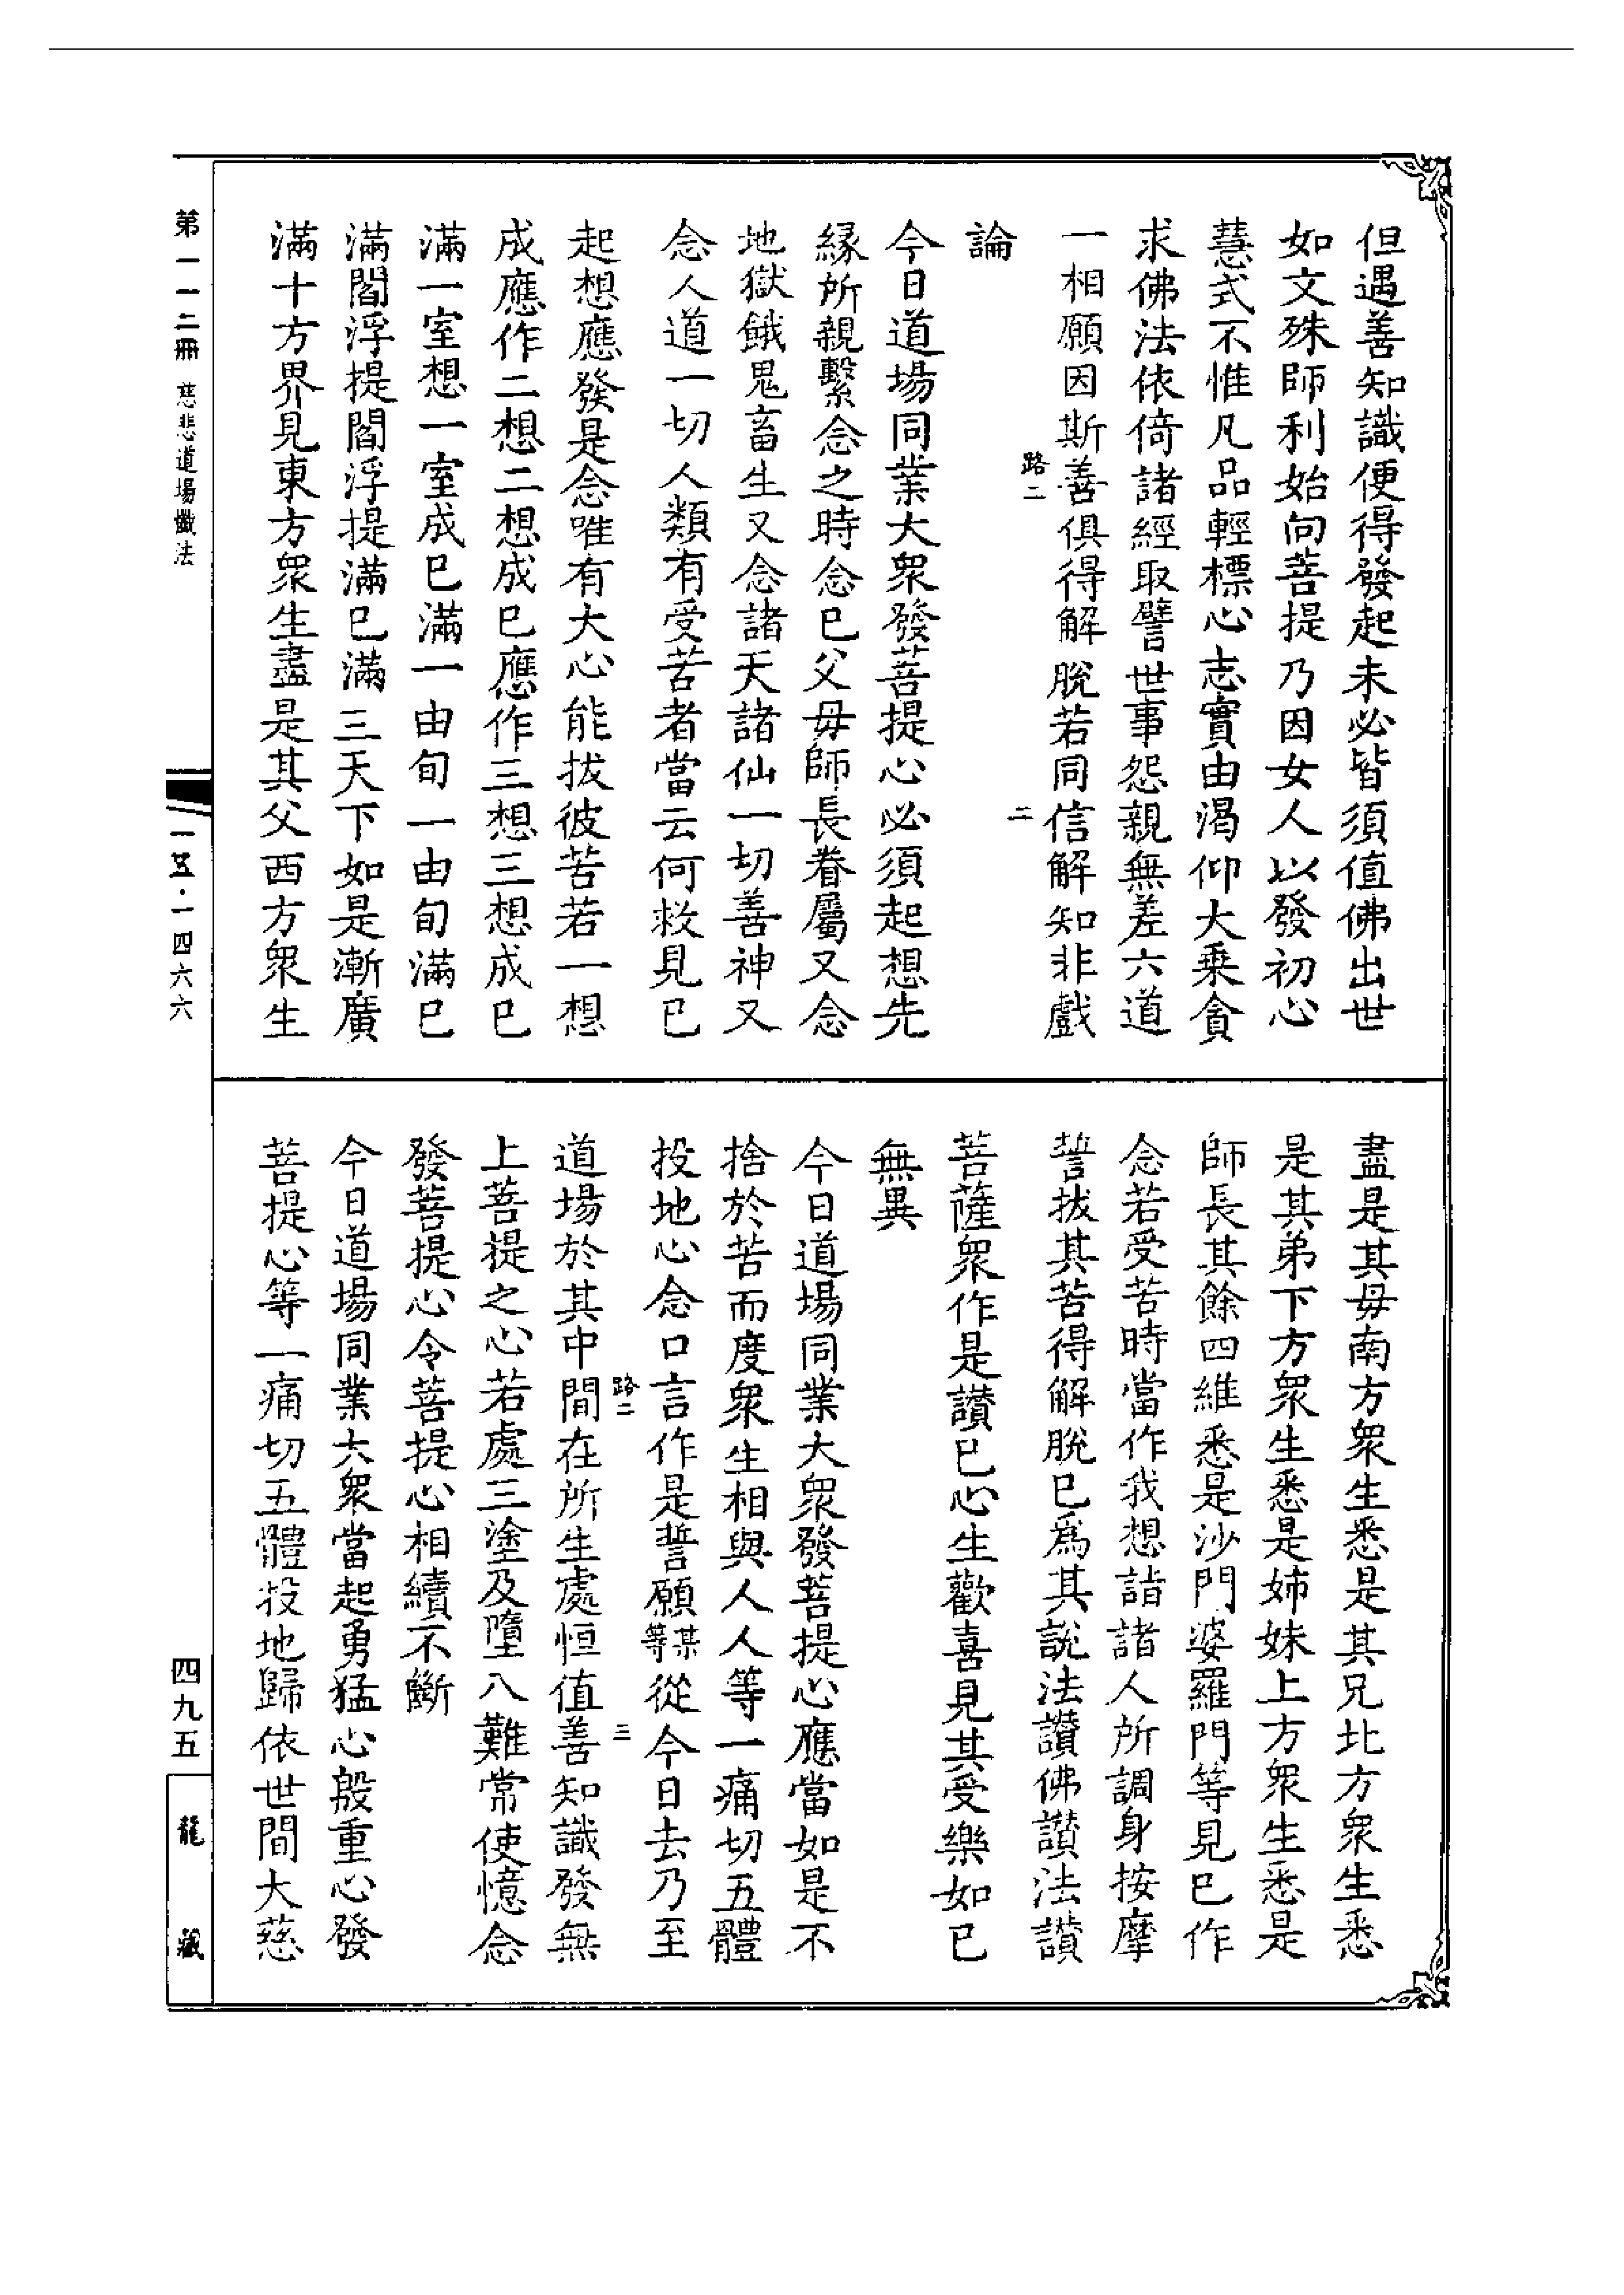 但遇善知識便得發起未必皆須值佛出世
如文殊師利始向菩提乃因女人以發初心
慧式不惟凡品輕標心志實由渴仰大乗貪
求佛法依倚諸經取譬世事怨親無差六道
一相願因斯善俱得解脫若同信解知非戲
路二
二
論
今日道場同業大衆發菩提心必須起想先
緣所親繫念之時念已父母師長眷屬又念
地獄餓鬼畜生又念諸天諸仙一切善神又
念人道一切人類有受苦者當云何救見已
起想應發是念唯有大心能拔彼苦若一想
成應作二想二想成已應作三想三想成已
滿一室想一室成已滿一由旬一由旬滿已
滿閻浮提閻浮提滿已滿三天下如是漸廣
滿十方界見東方衆生盡是其父西方衆生
盡是其母南方衆生悉是其兄北方衆生悉
是其弟下方衆生悉是姉妹上方衆生悉是
師長其餘四維悉是沙門婆羅門等見已作
念若受苦時當作我想詣諸人所調身按摩
誓拔其苦得解脫已爲其說法讃佛讃法讃
菩薩衆作是讃已心生歡喜見其受樂如已
無異
今日道場同業大衆發菩提心應當如是不
捨於苦而度衆生相與人人等一痛切五體
投地心念口言作是誓願某等從今日去乃至
路二
三
道場於其中間在所生處恒值善知識發無
上菩提之心若處三塗及墮八難常使憶念
發菩提心令菩提心相續不斷
今日道場同業大衆當起勇猛心殷重心發
菩提心等一痛切五體投地歸依世間大慈
第一一二冊 慈悲道場懺法
一五·一四六六
四九五
龍藏